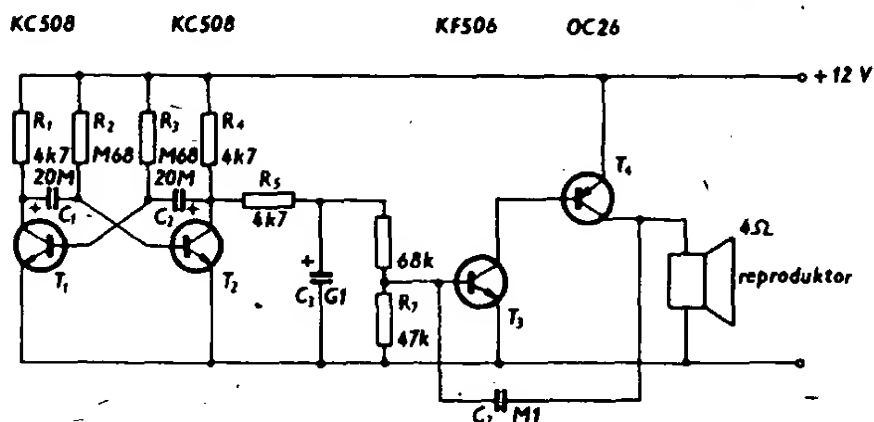 KC508
KC508
KF506
OC26
+12 V
R₁
4k7
R₂
M68
R₃
M68
R₄
4k7
20M
C₁
20M
C₂
R₅
4k7
T₁
T₂
+
+
+
C₃
G1
68k
R₇
47k
T₃
T₄
4Ω
reproduktor
C₇
M1